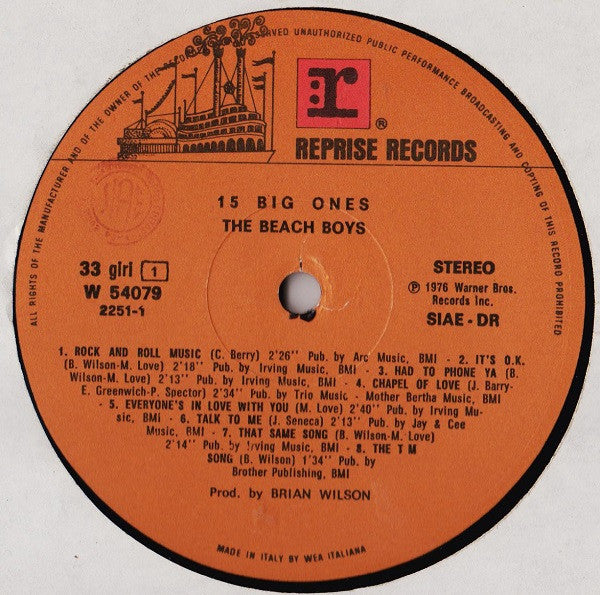 ALL RIGHTS OF THE MANUFACTURER AND OF THE OWNER OF THE RECORDED WORK RESERVED UNAUTHORIZED PUBLIC PERFORMANCE BROADCASTING AND COPYING OF THIS RECORD PROHIBITED
r
®
REPRISE RECORDS
15 BIG ONES
THE BEACH BOYS
33 giri 1
W 54079
2251-1
STEREO
Ⓟ 1976 Warner Bros.
Records Inc.
SIAE - DR
1. ROCK AND ROLL MUSIC (C. Berry) 2'26'' Pub. by Arc Music, BMI - 2. IT'S O.K.
(B. Wilson-M. Love) 2'18'' Pub. by Irving Music, BMI - 3. HAD TO PHONE YA (B.
Wilson-M. Love) 2'13'' Pub. by Irving Music, BMI - 4. CHAPEL OF LOVE (J. Barry-
E. Greenwich-P. Spector) 2'34'' Pub. by Trio Music - Mother Bertha Music, BMI
- 5. EVERYONE'S IN LOVE WITH YOU (M. Love) 2'40'' Pub. by Irving Mu-
sic, BMI - 6. TALK TO ME (J. Seneca) 2'13'' Pub. by Jay & Cee
Music, BMI - 7. THAT SAME SONG (B. Wilson-M. Love)
2'14'' Pub. by Irving Music, BMI - 8. THE T M
SONG (B. Wilson) 1'34'' Pub. by
Brother Publishing, BMI
Prod. by BRIAN WILSON
MADE IN ITALY BY WEA ITALIANA